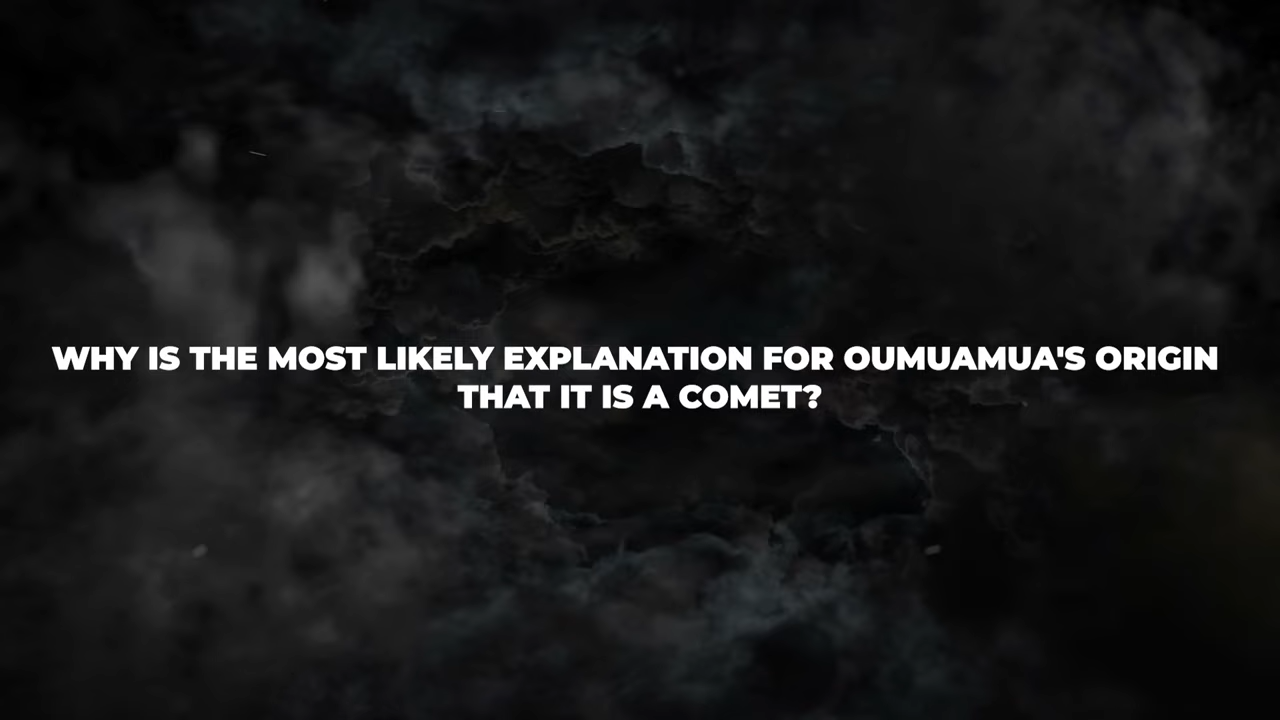 WHY IS THE MOST LIKELY EXPLANATION FOR OUMUAMUA'S ORIGIN
THAT IT IS A COMET?